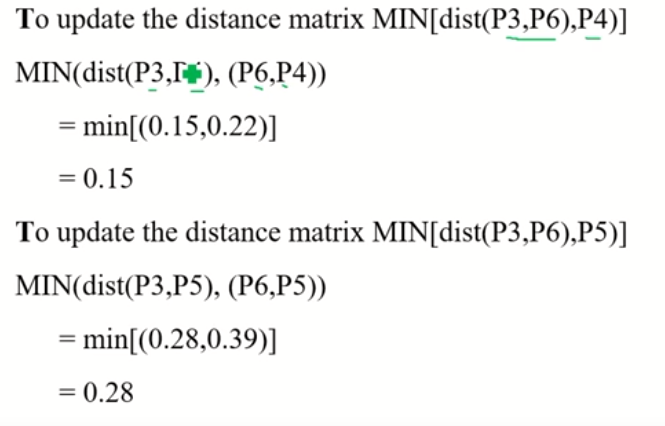 To update the distance matrix MIN[dist(P3,P6),P4)]
MIN(dist(P3, ), (P6,P4))
= min[(0.15,0.22)]
= 0.15
To update the distance matrix MIN[dist(P3,P6),P5)]
MIN(dist(P3,P5), (P6,P5))
= min[(0.28,0.39)]
= 0.28